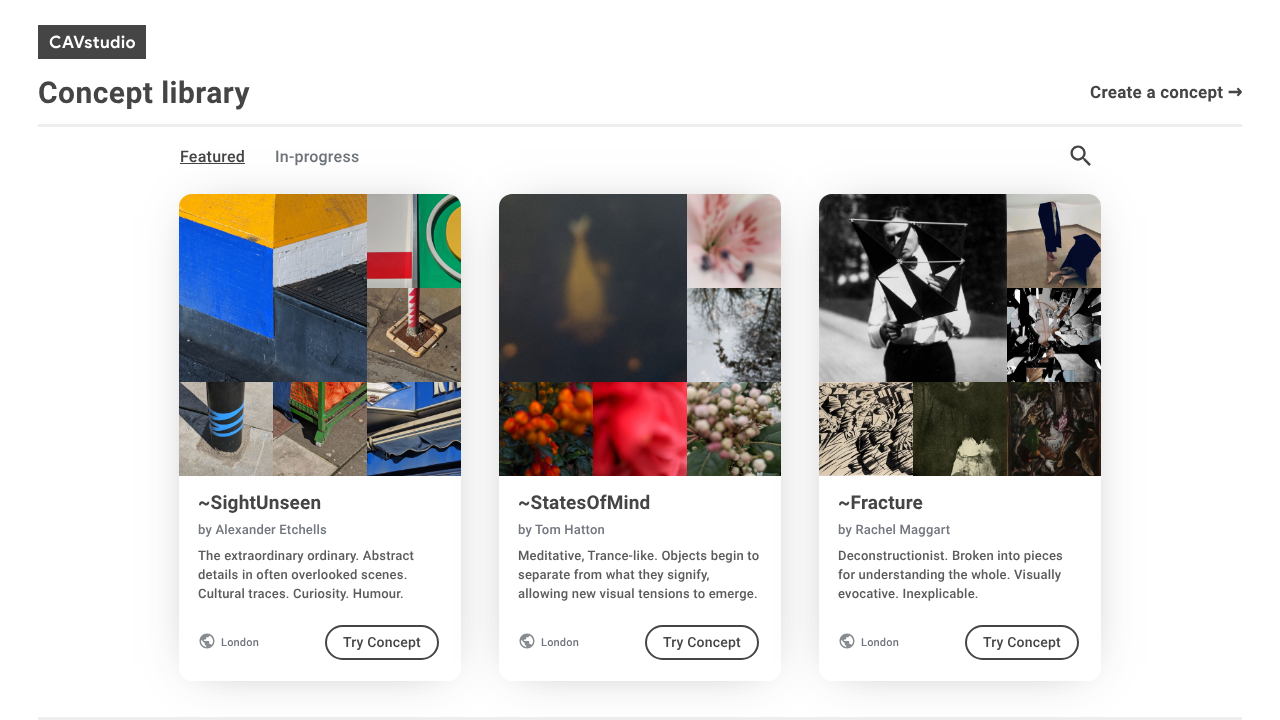 CAVstudio
Concept library
Create a concept →
Featured
In-progress
~SightUnseen
by Alexander Etchells
The extraordinary ordinary. Abstract
details in often overlooked scenes.
Cultural traces. Curiosity. Humour.
London
Try Concept
~StatesOfMind
by Tom Hatton
Meditative, Trance-like. Objects begin to
separate from what they signify,
allowing new visual tensions to emerge.
London
Try Concept
~Fracture
by Rachel Maggart
Deconstructionist. Broken into pieces
for understanding the whole. Visually
evocative. Inexplicable.
London
Try Concept